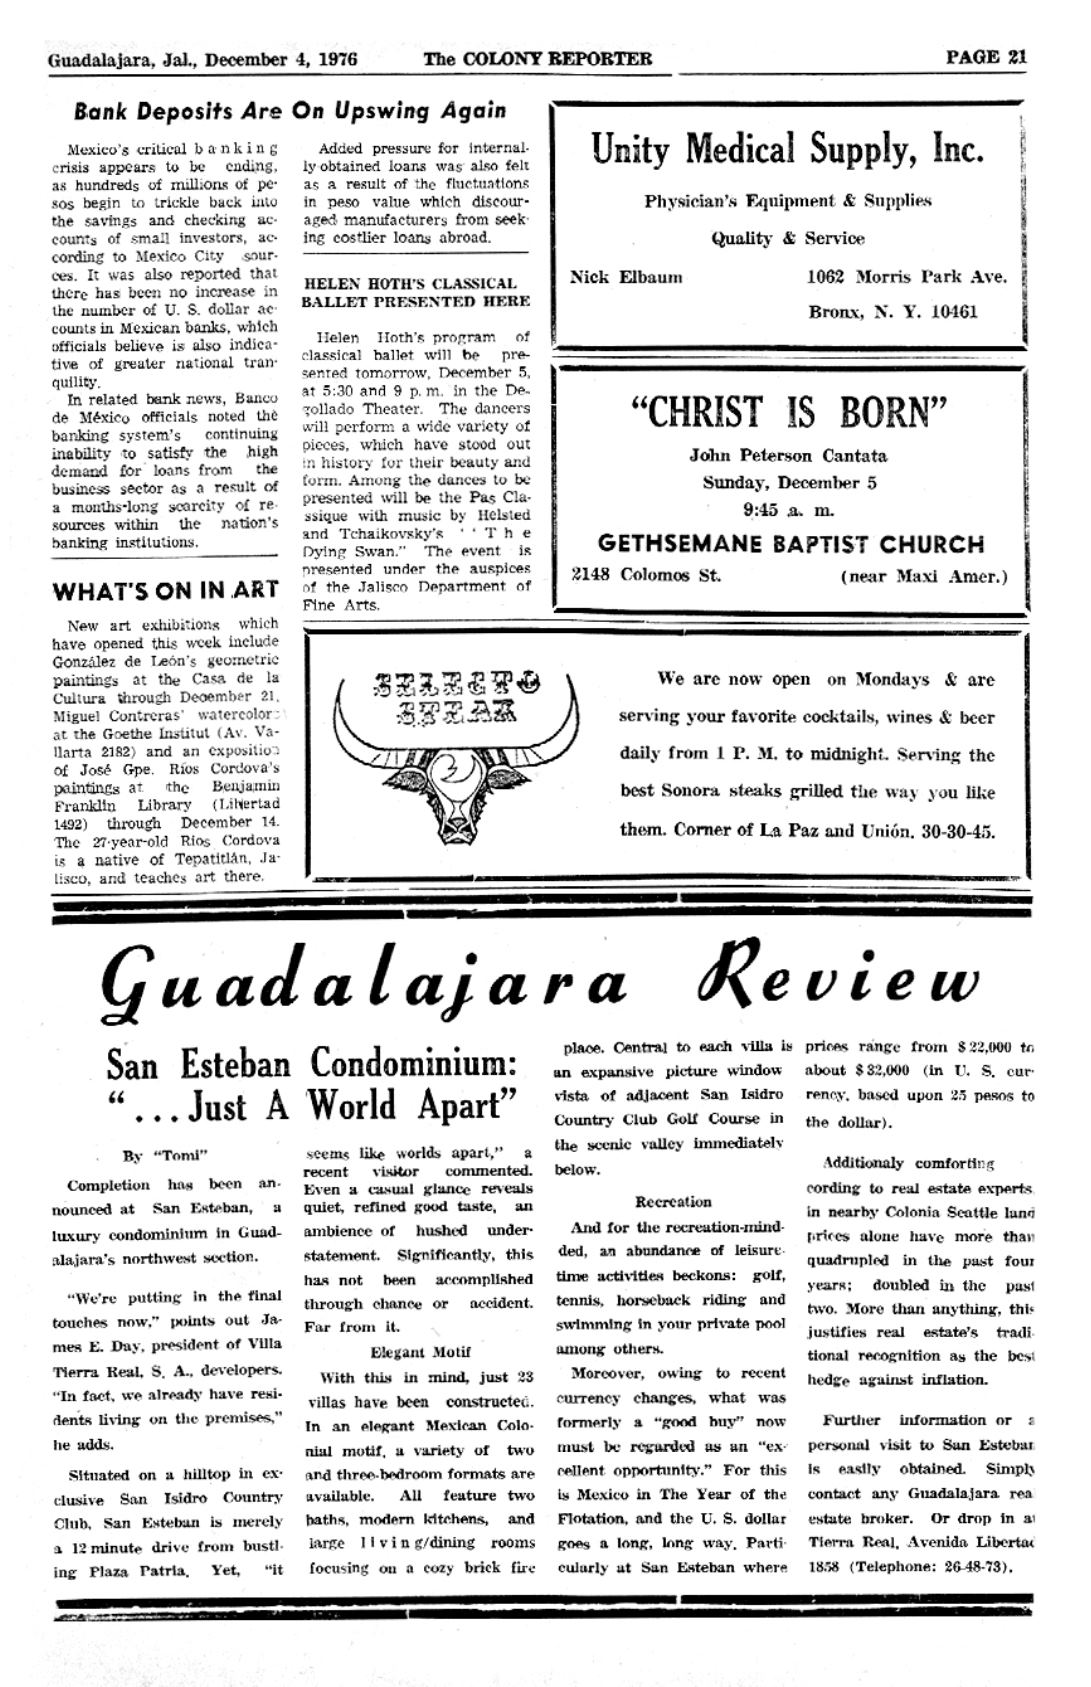 Guadalajara, Jal., December 4, 1976 The COLONY REPORTER PAGE 21
Bank Deposits Are On Upswing Again
Mexico's critical banking
crisis appears to be ending,
as hundreds of millions of pe-
sos begin to trickle back into
the savings and checking ac-
counts of small investors, ac-
cording to Mexico City sour-
ces. It was also reported that
there has been no increase in
the number of U. S. dollar ac-
counts in Mexican banks, which
officials believe is also indica-
tive of greater national tran-
quility.
In related bank news, Banco
de México officials noted the
banking system's continuing
inability to satisfy the high
demand for loans from the
business sector as a result of
a months-long scarcity of re-
sources within the nation's
banking institutions.
Added pressure for internal-
ly obtained loans was also felt
as a result of the fluctuations
in peso value which discour-
aged manufacturers from seek-
ing costlier loans abroad.
HELEN HOTH'S CLASSICAL
BALLET PRESENTED HERE
Helen Hoth's program of
classical ballet will be pre-
sented tomorrow, December 5,
at 5:30 and 9 p. m. in the De-
gollado Theater. The dancers
will perform a wide variety of
pieces, which have stood out
in history for their beauty and
form. Among the dances to be
presented will be the Pas Cla-
ssique with music by Helsted
and Tchaikovsky's ''The
Dying Swan." The event is
presented under the auspices
of the Jalisco Department of
Fine Arts.
WHAT'S ON IN ART
New art exhibitions which
have opened this week include
González de León's geometric
paintings at the Casa de la
Cultura through December 21,
Miguel Contreras' watercolors
at the Goethe Institut (Av. Va-
llarta 2182) and an exposition
of José Gpe. Ríos Cordova's
paintings at the Benjamin
Franklin Library (Libertad
1492) through December 14.
The 27-year-old Ríos Cordova
is a native of Tepatitlán, Ja-
lisco, and teaches art there.
Unity Medical Supply, Inc.
Physician's Equipment & Supplies
Quality & Service
Nick Elbaum 1062 Morris Park Ave.
Bronx, N. Y. 10461
"CHRIST IS BORN"
John Peterson Cantata
Sunday, December 5
9:45 a. m.
GETHSEMANE BAPTIST CHURCH
2148 Colomos St. (near Maxi Amer.)
SELECTO
STEAK
We are now open on Mondays & are
serving your favorite cocktails, wines & beer
daily from 1 P. M. to midnight. Serving the
best Sonora steaks grilled the way you like
them. Corner of La Paz and Unión. 30-30-45.
Guadalajara Review
San Esteban Condominium:
"...Just A World Apart"
By "Tomi"
Completion has been an-
nounced at San Esteban, a
luxury condominium in Guad-
alajara's northwest section.
"We're putting in the final
touches now," points out Ja-
mes E. Day, president of Villa
Tierra Real, S. A., developers.
"In fact, we already have resi-
dents living on the premises,"
he adds.
Situated on a hilltop in ex-
clusive San Isidro Country
Club, San Esteban is merely
a 12 minute drive from bustl-
ing Plaza Patria. Yet, "it
seems like worlds apart," a
recent visitor commented.
Even a casual glance reveals
quiet, refined good taste, an
ambience of hushed under-
statement. Significantly, this
has not been accomplished
through chance or accident.
Far from it.
Elegant Motif
With this in mind, just 23
villas have been constructed.
In an elegant Mexican Colo-
nial motif, a variety of two
and three-bedroom formats are
available. All feature two
baths, modern kitchens, and
large living/dining rooms
focusing on a cozy brick fire
place. Central to each villa is
an expansive picture window
vista of adjacent San Isidro
Country Club Golf Course in
the scenic valley immediately
below.
Recreation
And for the recreation-mind-
ded, an abundance of leisure-
time activities beckons: golf,
tennis, horseback riding and
swimming in your private pool
among others.
Moreover, owing to recent
currency changes, what was
formerly a "good buy" now
must be regarded as an "ex-
cellent opportunity." For this
is Mexico in The Year of the
Flotation, and the U. S. dollar
goes a long, long way. Parti-
cularly at San Esteban where
prices range from $22,000 to
about $32,000 (in U. S. cur-
rency, based upon 25 pesos to
the dollar).
Additionaly comforting
cording to real estate experts
in nearby Colonia Seattle land
prices alone have more than
quadrupled in the past four
years; doubled in the past
two. More than anything, this
justifies real estate's tradi-
tional recognition as the best
hedge against inflation.
Further information or a
personal visit to San Esteban
is easily obtained. Simply
contact any Guadalajara rea
estate broker. Or drop in at
Tierra Real, Avenida Libertad
1858 (Telephone: 26-48-73).